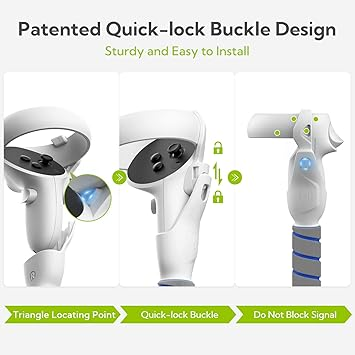 Patented Quick-lock Buckle Design
Sturdy and Easy to Install
Triangle Locating Point
Quick-lock Buckle
Do Not Block Signal